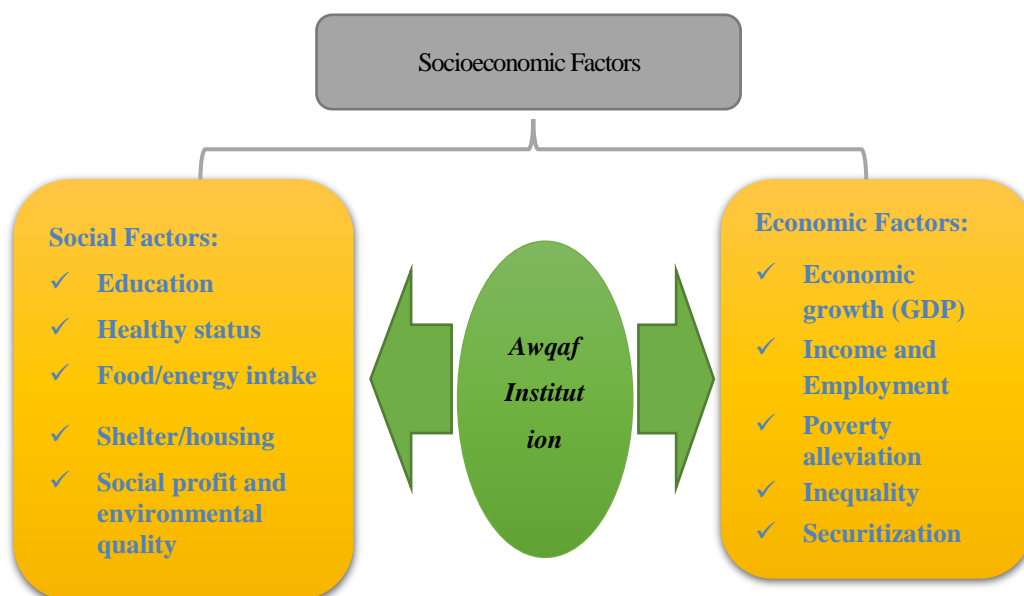 Socioeconomic Factors
Social Factors:
✓ Education
✓ Healthy status
✓ Food/energy intake
✓ Shelter/housing
✓ Social profit and
environmental
quality
Awqaf
Institut
ion
Economic Factors:
✓ Economic
growth (GDP)
✓ Income and
Employment
✓ Poverty
alleviation
✓ Inequality
✓ Securitization